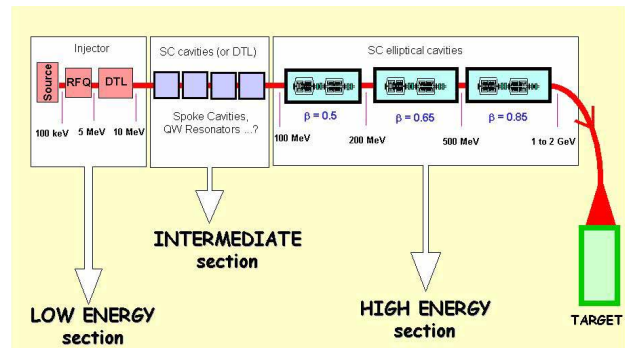 Injector
SC cavities (or DTL)
SC elliptical cavities
Source
RFQ
DTL
100 keV
5 MeV
10 MeV
Spoke Cavities,
QW Resonators ...?
β = 0.5
β = 0.65
β = 0.85
100 MeV
200 MeV
500 MeV
1 to 2 GeV
INTERMEDIATE
section
LOW ENERGY
section
HIGH ENERGY
section
TARGET